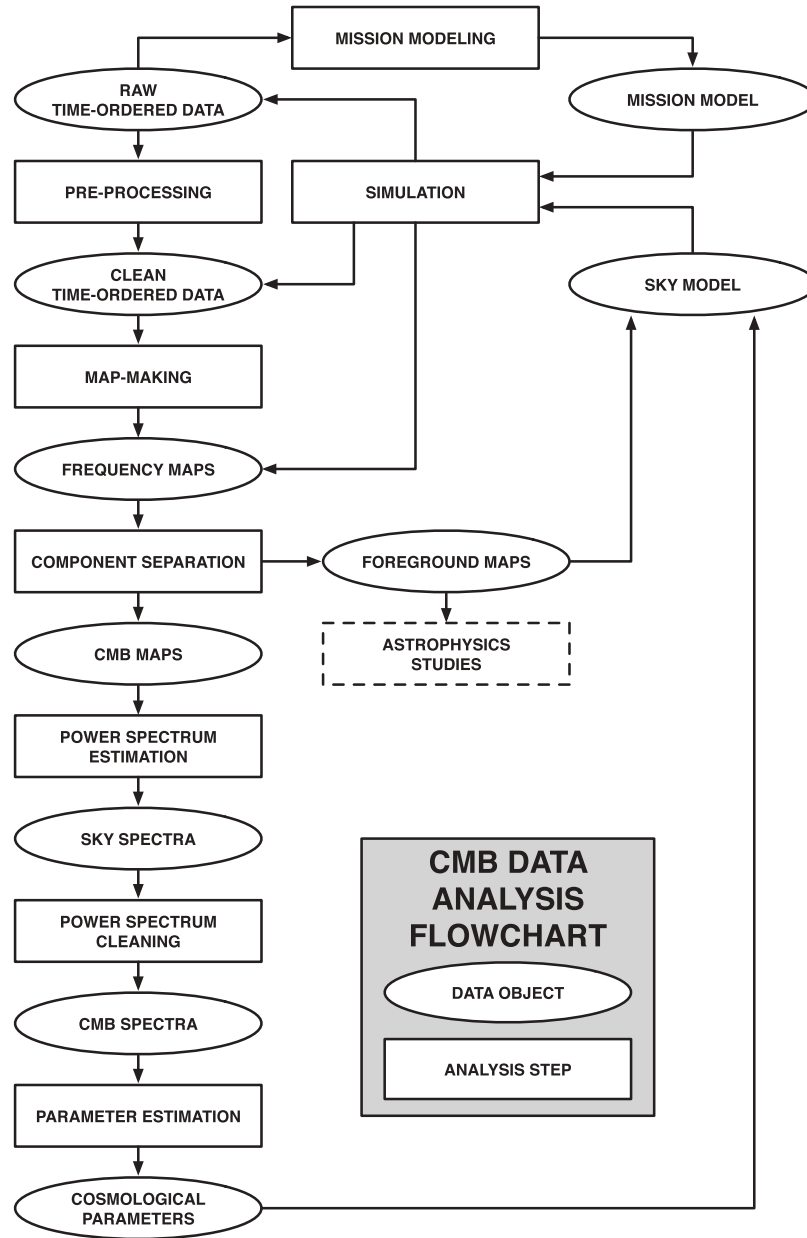 MISSION MODELING
RAW
TIME-ORDERED DATA
MISSION MODEL
PRE-PROCESSING
SIMULATION
CLEAN
TIME-ORDERED DATA
SKY MODEL
MAP-MAKING
FREQUENCY MAPS
COMPONENT SEPARATION
FOREGROUND MAPS
CMB MAPS
ASTROPHYSICS
STUDIES
POWER SPECTRUM
ESTIMATION
SKY SPECTRA
POWER SPECTRUM
CLEANING
CMB SPECTRA
PARAMETER ESTIMATION
COSMOLOGICAL
PARAMETERS
CMB DATA
ANALYSIS
FLOWCHART
DATA OBJECT
ANALYSIS STEP